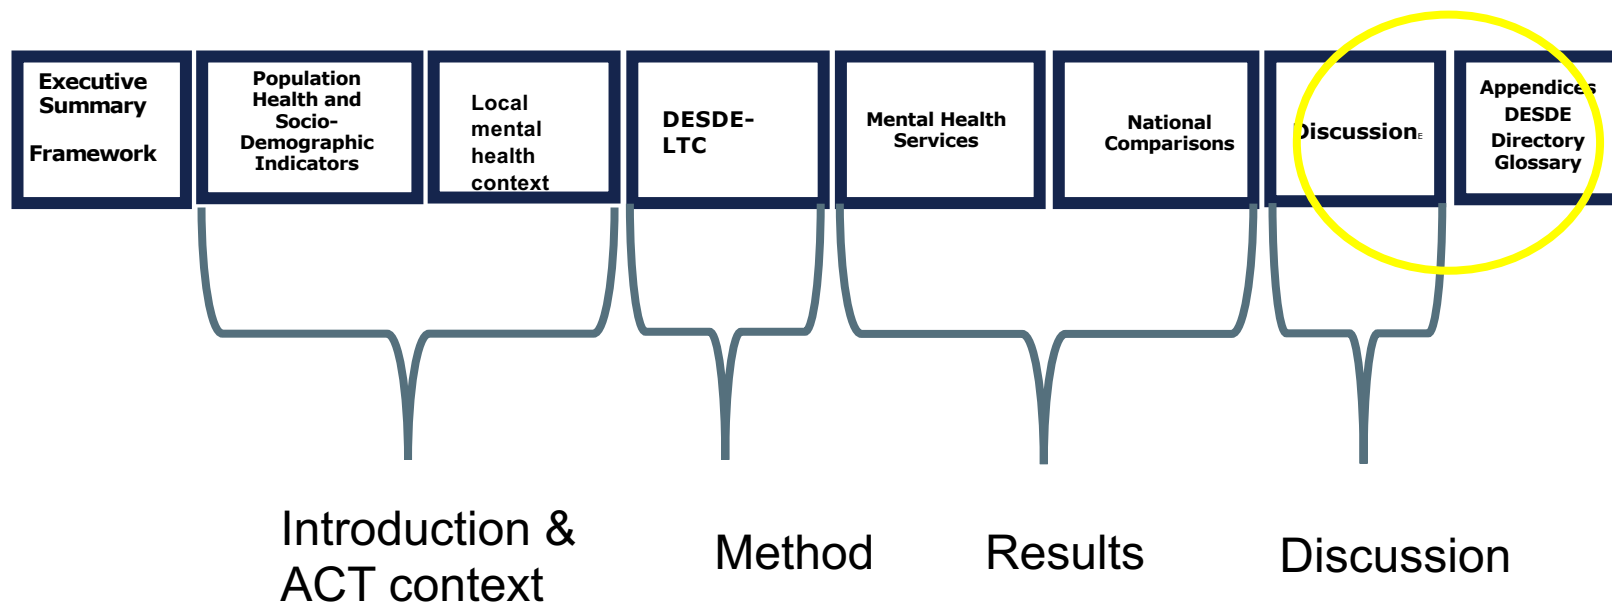 Executive
Summary
Framework
Population
Health and
Socio-
Demographic
Indicators
Local
mental
health
context
DESDE-
LTC
Mental Health
Services
National
Comparisons
DiscussionE
Appendices
DESDE
Directory
Glossary
Introduction &
ACT context
Method
Results
Discussion